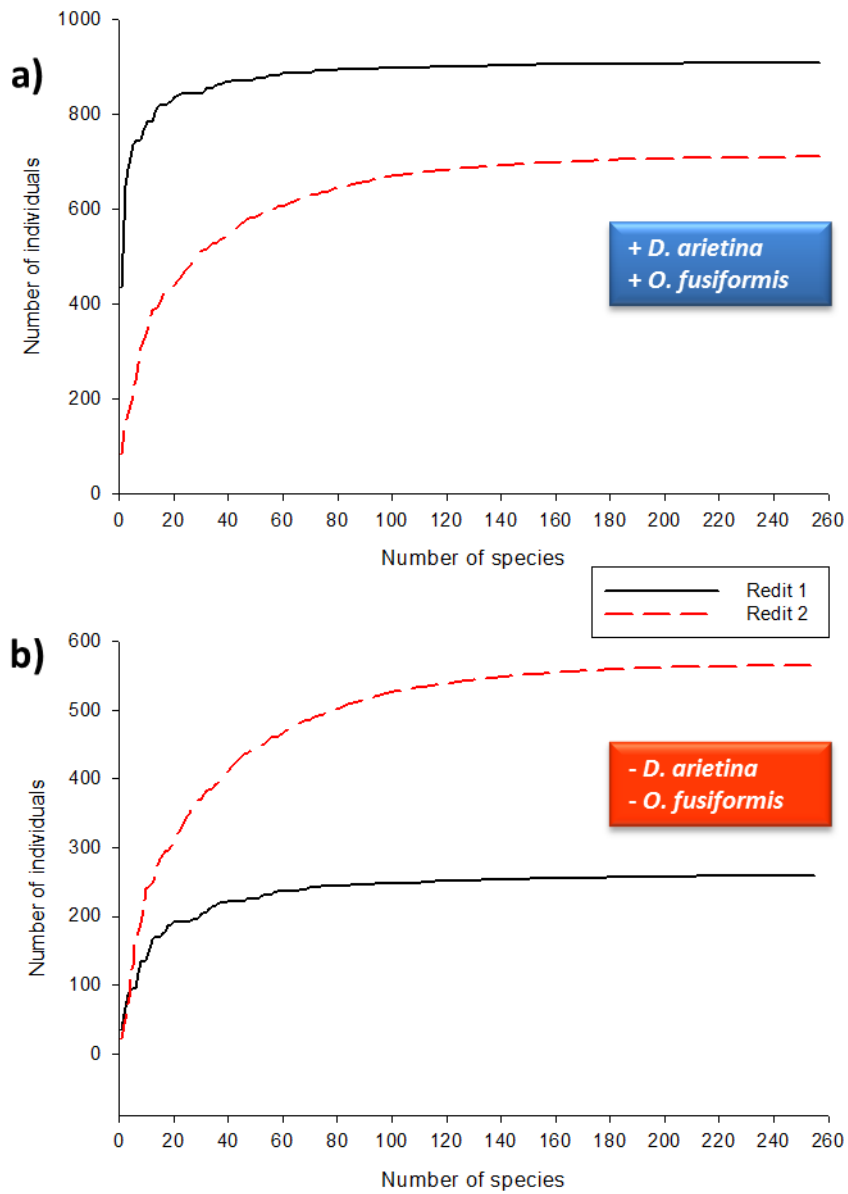 a)
1000
800
600
400
200
0
Number of individuals
+ D. arietina
+ O. fusiformis
0 20 40 60 80 100 120 140 160 180 200 220 240 260
Number of species
Redit 1
Redit 2
b)
600
500
400
300
200
100
0
Number of individuals
- D. arietina
- O. fusiformis
0 20 40 60 80 100 120 140 160 180 200 220 240 260
Number of species